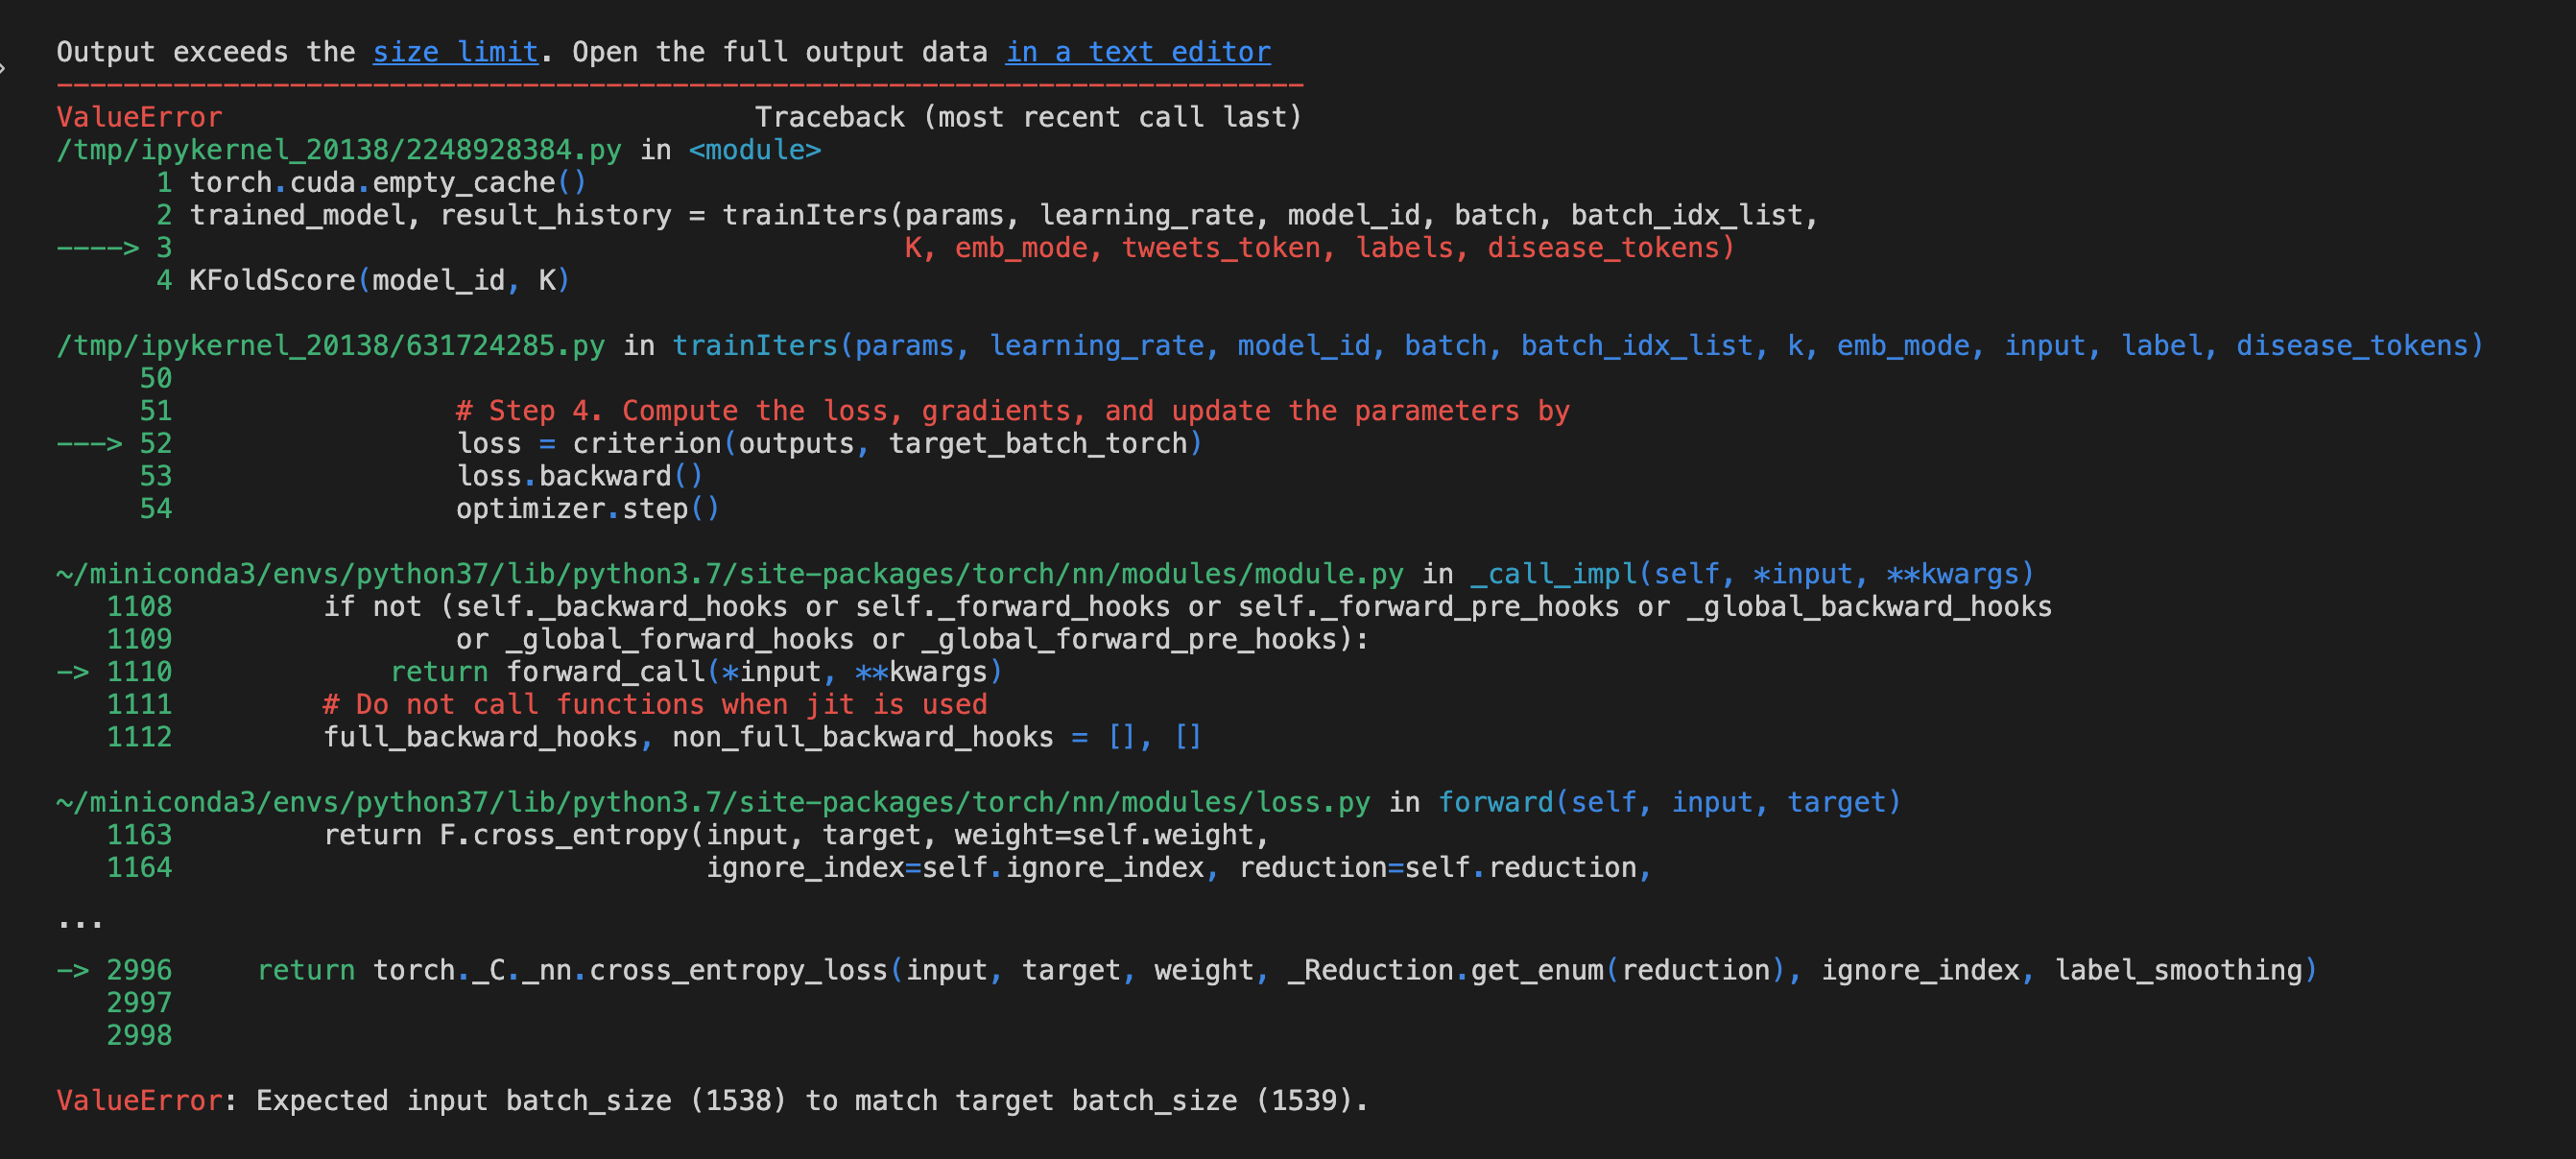 Output exceeds the size limit. Open the full output data in a text editor
---------------------------------------------------------------------------
ValueError                                Traceback (most recent call last)
/tmp/ipykernel_20138/2248928384.py in <module>
      1 torch.cuda.empty_cache()
      2 trained_model, result_history = trainIters(params, learning_rate, model_id, batch, batch_idx_list,
----> 3                                            K, emb_mode, tweets_token, labels, disease_tokens)
      4 KFoldScore(model_id, K)

/tmp/ipykernel_20138/631724285.py in trainIters(params, learning_rate, model_id, batch, batch_idx_list, k, emb_mode, input, label, disease_tokens)
     50
     51                 # Step 4. Compute the loss, gradients, and update the parameters by
---> 52                 loss = criterion(outputs, target_batch_torch)
     53                 loss.backward()
     54                 optimizer.step()

~/miniconda3/envs/python37/lib/python3.7/site-packages/torch/nn/modules/module.py in _call_impl(self, *input, **kwargs)
   1108         if not (self._backward_hooks or self._forward_hooks or self._forward_pre_hooks or _global_backward_hooks
   1109                 or _global_forward_hooks or _global_forward_pre_hooks):
-> 1110             return forward_call(*input, **kwargs)
   1111         # Do not call functions when jit is used
   1112         full_backward_hooks, non_full_backward_hooks = [], []

~/miniconda3/envs/python37/lib/python3.7/site-packages/torch/nn/modules/loss.py in forward(self, input, target)
   1163         return F.cross_entropy(input, target, weight=self.weight,
   1164                                ignore_index=self.ignore_index, reduction=self.reduction,
...
-> 2996     return torch._C._nn.cross_entropy_loss(input, target, weight, _Reduction.get_enum(reduction), ignore_index, label_smoothing)
   2997
   2998

ValueError: Expected input batch_size (1538) to match target batch_size (1539).